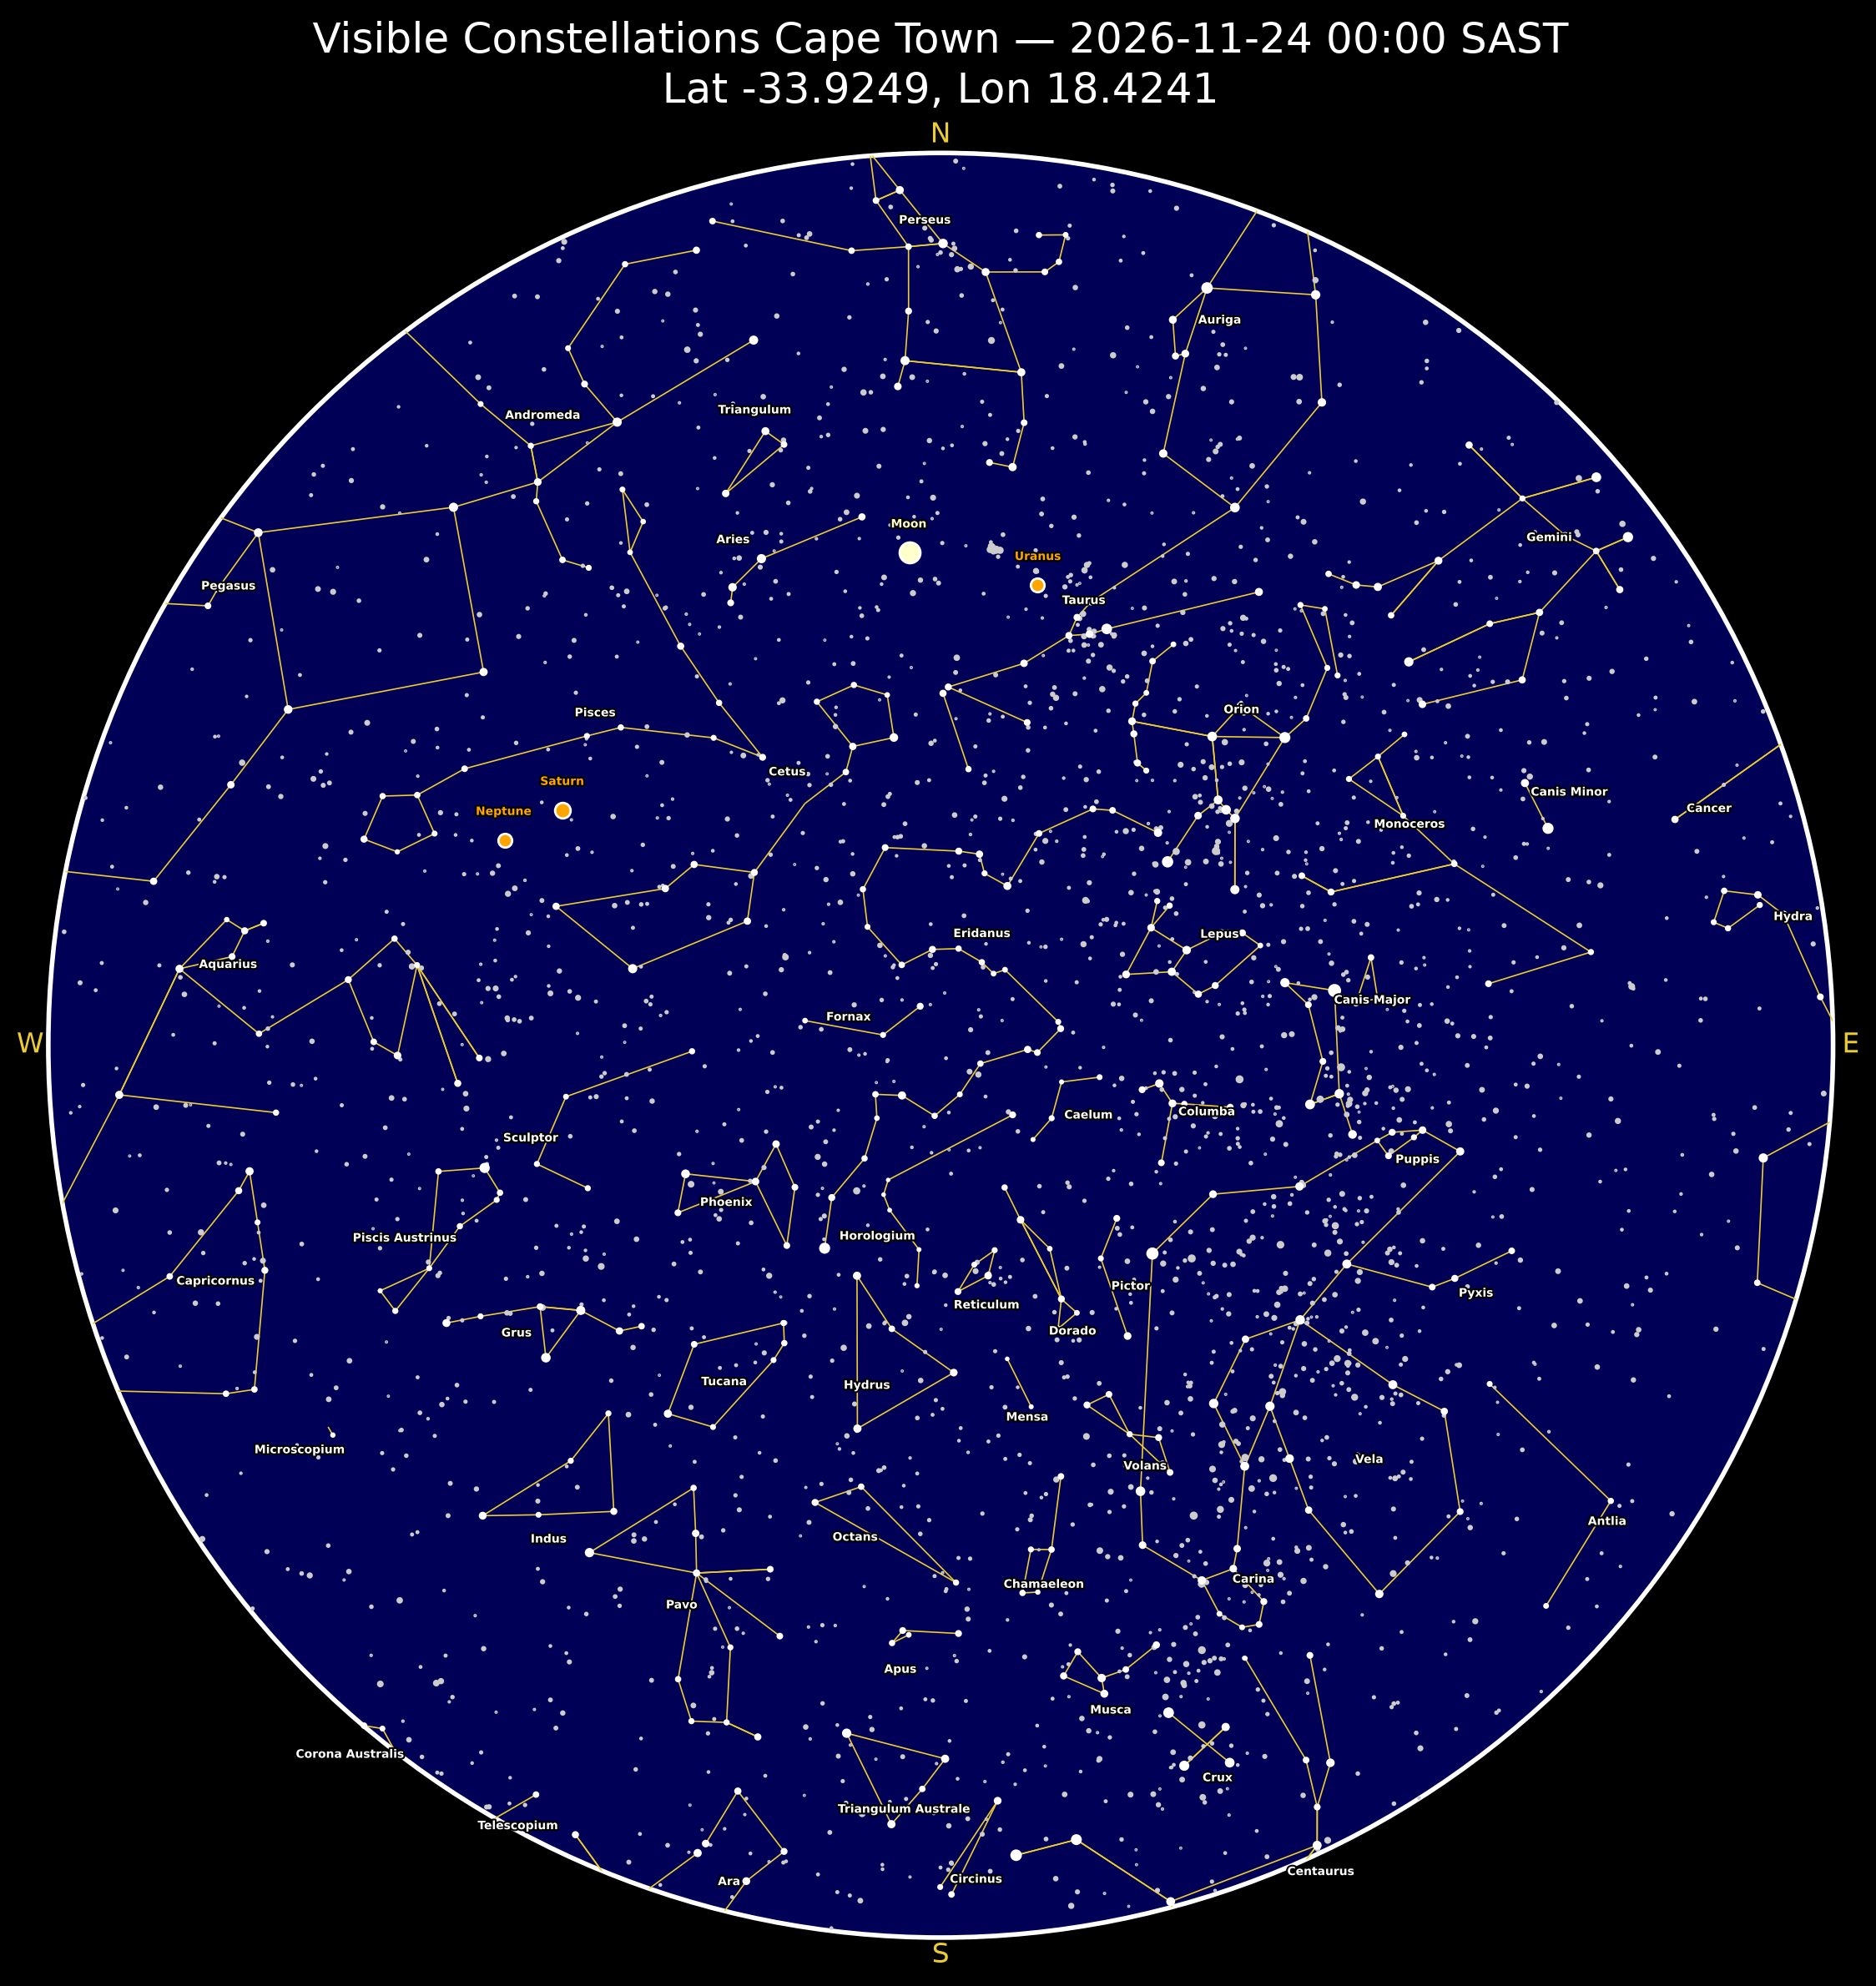 Visible Constellations Cape Town — 2026-11-24 00:00 SAST
Lat -33.9249, Lon 18.4241
N
Perseus
Auriga
Triangulum
Andromeda
Moon
Aries
Gemini
Uranus
Pegasus
Taurus
Orion
Pisces
Cetus
Saturn
Canis Minor
Neptune
Cancer
Monoceros
Hydra
Eridanus
Lepus
Aquarius
Canis Major
Fornax
W
E
Caelum
Columba
Sculptor
Puppis
Phoenix
Piscis Austrinus
Horologium
Capricornus
Pictor
Pyxis
Reticulum
Grus
Dorado
Tucana
Hydrus
Mensa
Microscopium
Vela
Volans
Antlia
Indus
Octans
Carina
Chamaeleon
Pavo
Apus
Musca
Corona Australis
Crux
Triangulum Australe
Telescopium
Centaurus
Circinus
Ara
S